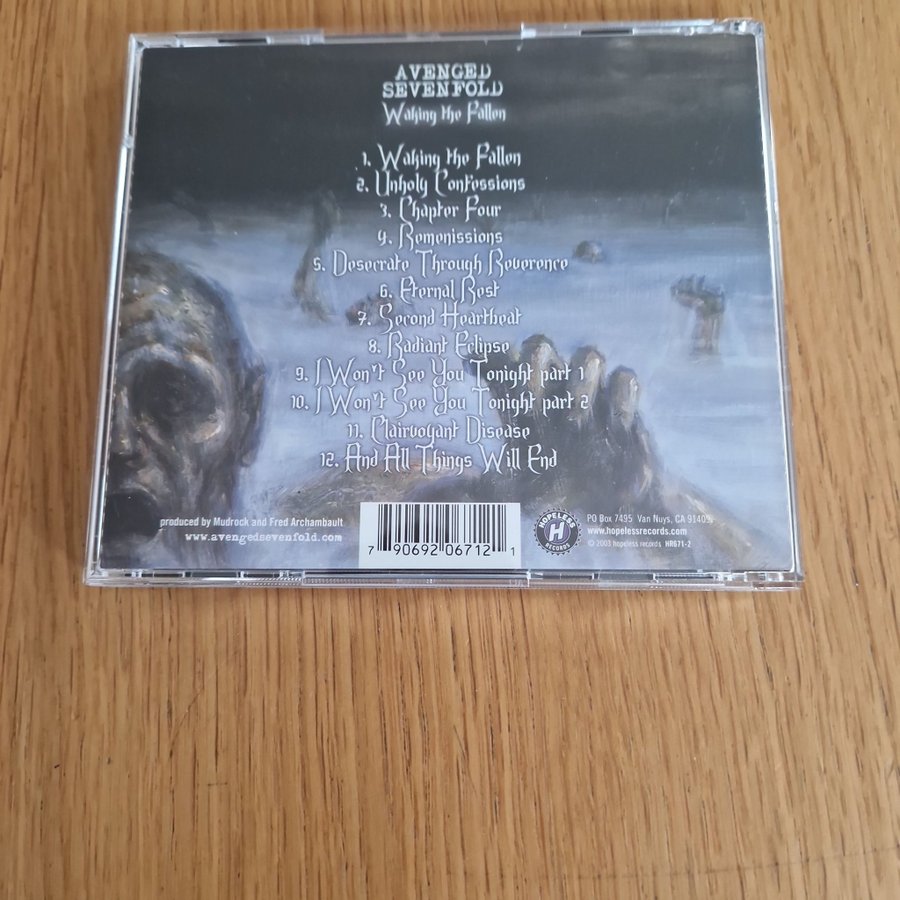 AVENGED
SEVENFOLD
Waking the Fallen
1. Waking the Fallen
2. Unholy Confessions
3. Chapter Four
4. Remenissions
5. Desecrate Through Reverence
6. Eternal Rest
7. Second Heartbeat
8. Radiant Eclipse
9. I Won't See You Tonight part 1
10. I Won't See You Tonight part 2
11. Clairvoyant Disease
12. And All Things Will End
produced by Mudrock and Fred Archambault
www.avengedsevenfold.com
7 90692 06712 1
HOPELESS
H
RECORDS
PO Box 7495 Van Nuys, CA 91409
www.hopelessrecords.com
© 2003 hopeless records HR671-2